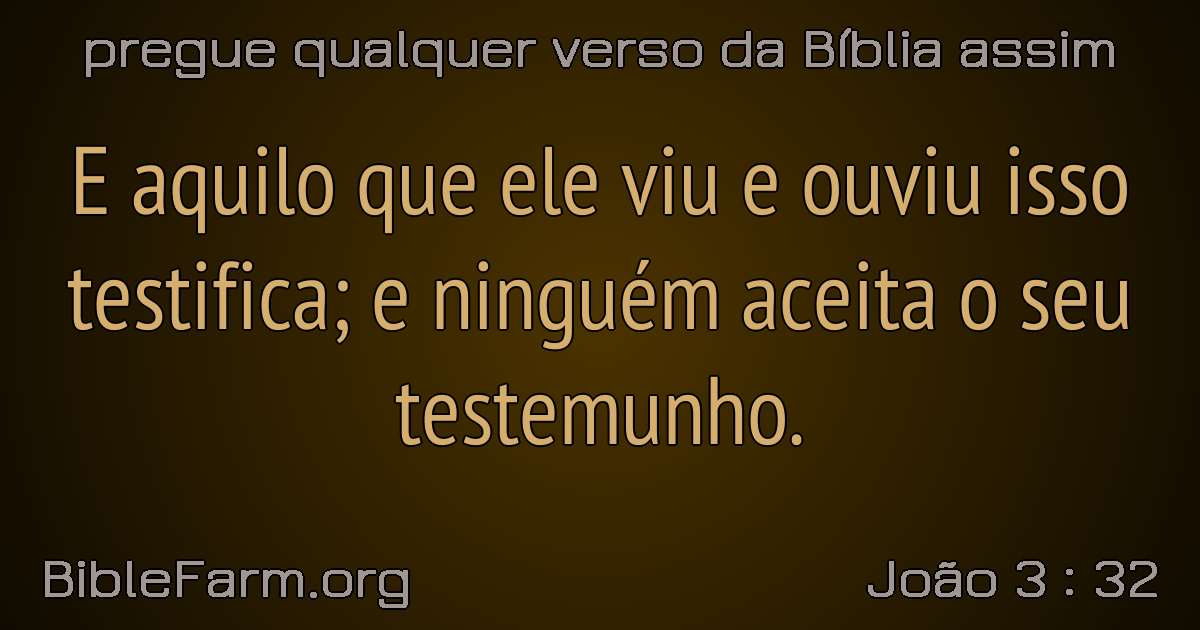 pregue qualquer verso da Bíblia assim
E aquilo que ele viu e ouviu isso
testifica; e ninguém aceita o seu
testemunho.
BibleFarm.org
João 3 : 32